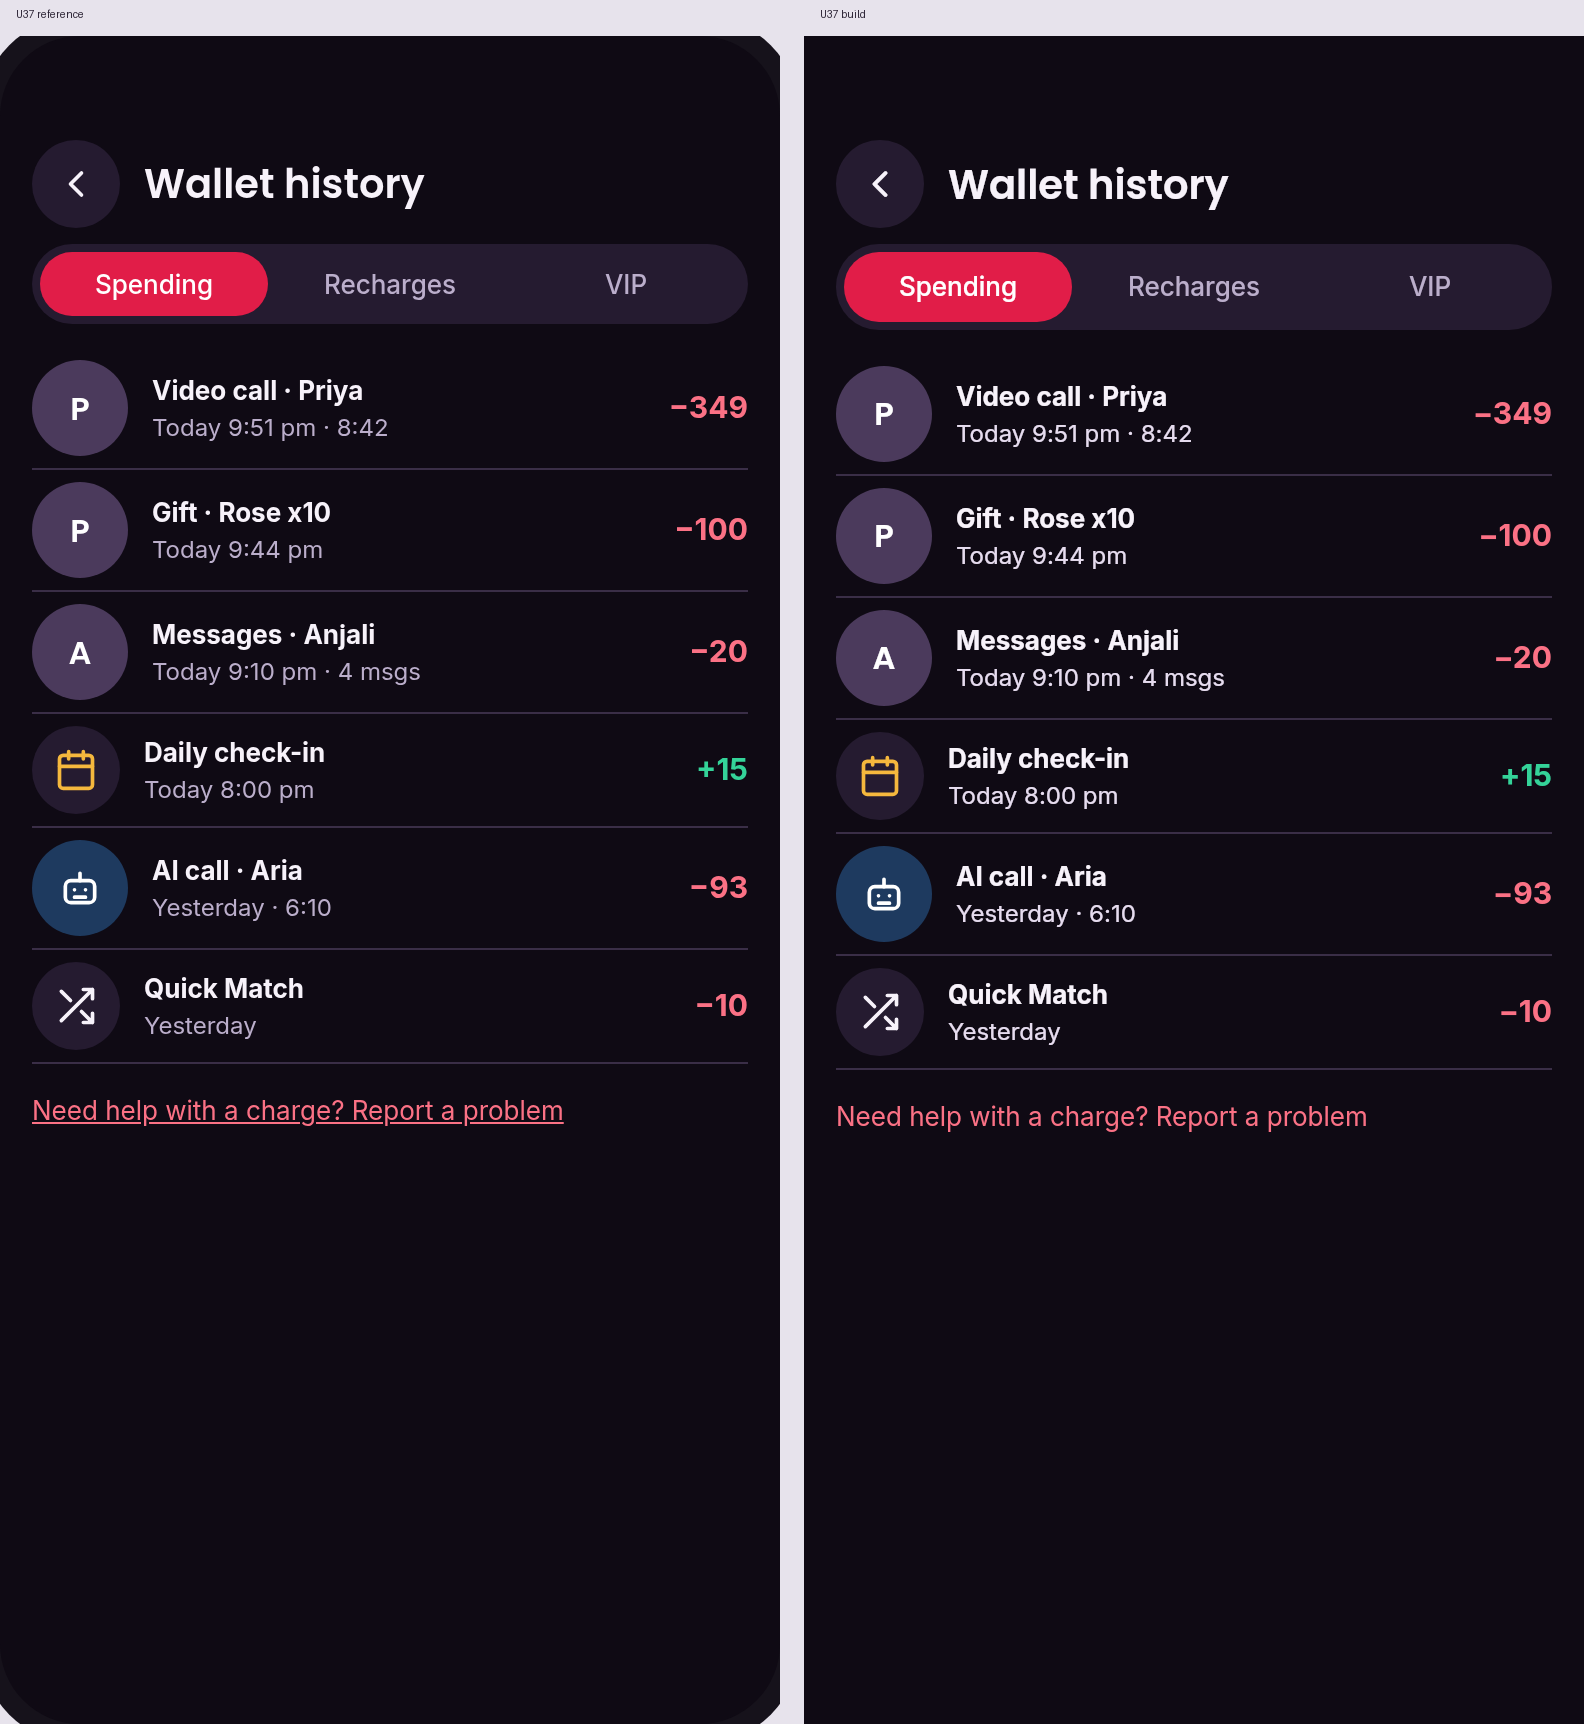 U37 reference
Wallet history
Spending
Recharges
VIP
P
Video call · Priya
Today 9:51 pm · 8:42
−349
P
Gift · Rose x10
Today 9:44 pm
−100
A
Messages · Anjali
Today 9:10 pm · 4 msgs
−20
Daily check-in
Today 8:00 pm
+15
AI call · Aria
Yesterday · 6:10
−93
Quick Match
Yesterday
−10
Need help with a charge? Report a problem
U37 build
Wallet history
Spending
Recharges
VIP
P
Video call · Priya
Today 9:51 pm · 8:42
−349
P
Gift · Rose x10
Today 9:44 pm
−100
A
Messages · Anjali
Today 9:10 pm · 4 msgs
−20
Daily check-in
Today 8:00 pm
+15
AI call · Aria
Yesterday · 6:10
−93
Quick Match
Yesterday
−10
Need help with a charge? Report a problem